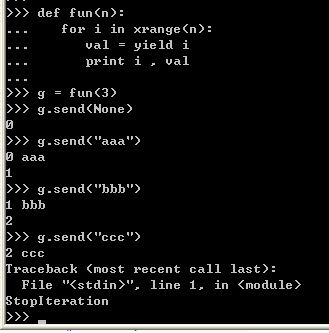 >>> def fun(n):
...    for i in xrange(n):
...       val = yield i
...       print i , val
...
>>> g = fun(3)
>>> g.send(None)
0
>>> g.send("aaa")
0 aaa
1
>>> g.send("bbb")
1 bbb
2
>>> g.send("ccc")
2 ccc
Traceback (most recent call last):
  File "<stdin>", line 1, in <module>
StopIteration
>>> _